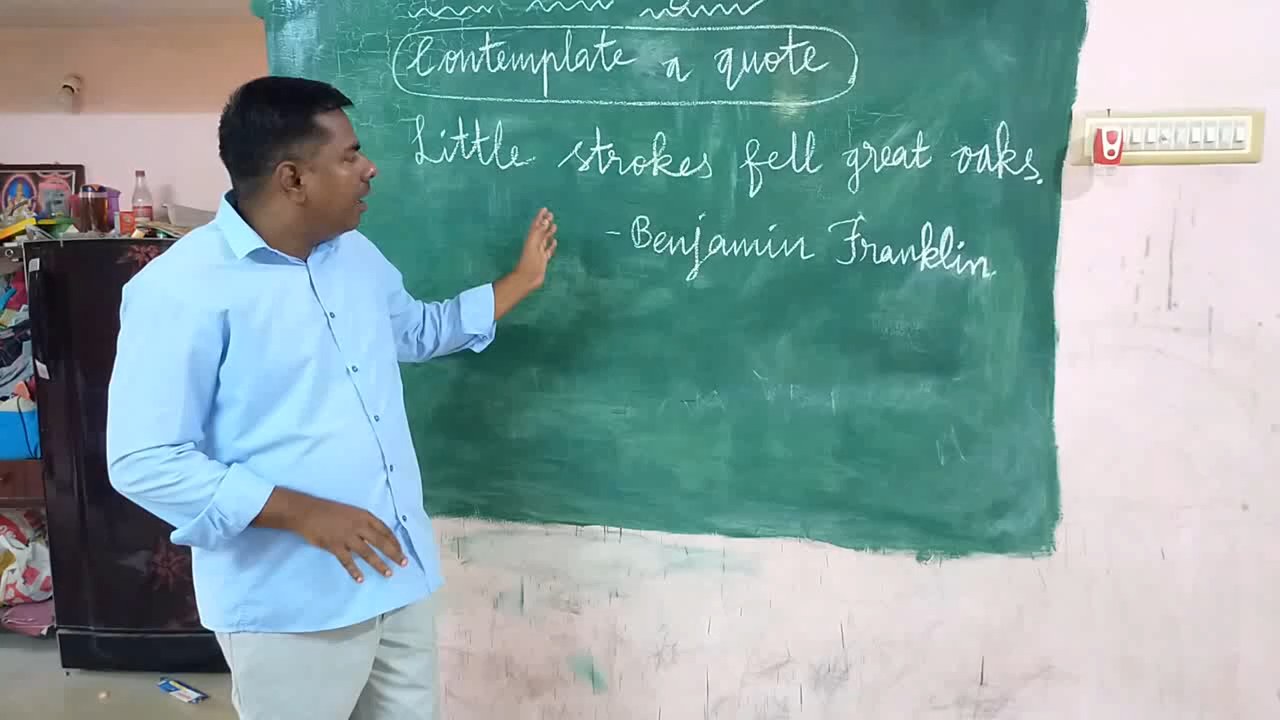 Contemplate a quote
Little strokes fell great oaks.
- Benjamin Franklin